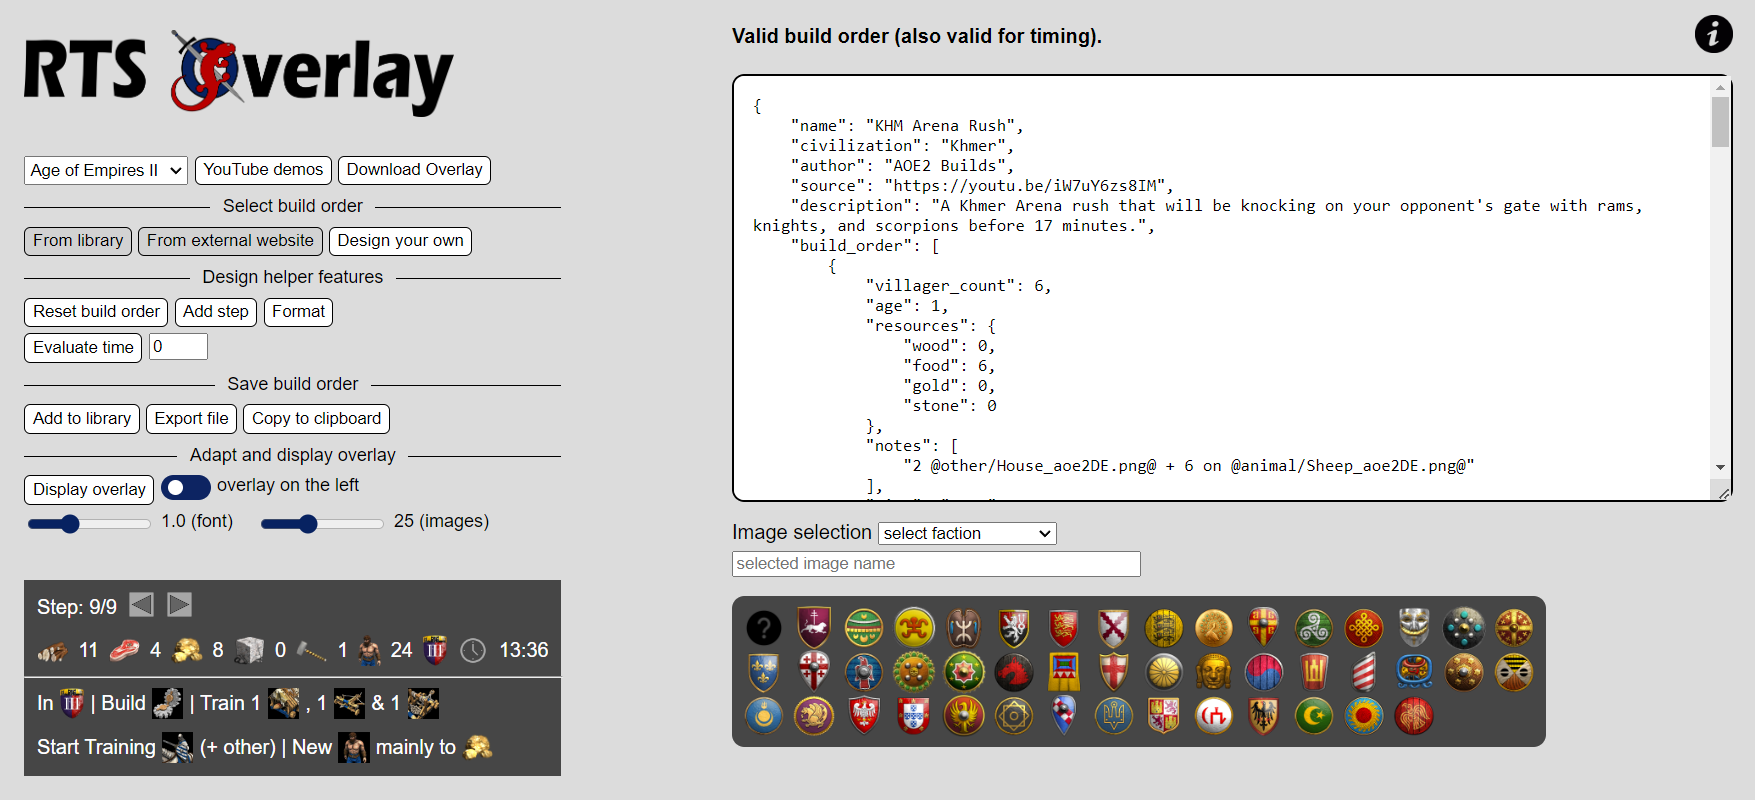 RTS Overlay
Age of Empires II
YouTube demos
Download Overlay
Select build order
From library
From external website
Design your own
Design helper features
Reset build order
Add step
Format
Evaluate time
0
Save build order
Add to library
Export file
Copy to clipboard
Adapt and display overlay
Display overlay
overlay on the left
1.0 (font)
25 (images)
Step: 9/9
11 4 8 0 1 24 III 13:36
In III | Build | Train 1 , 1 & 1
Start Training (+ other) | New mainly to
Valid build order (also valid for timing).
i
{
"name": "KHM Arena Rush",
"civilization": "Khmer",
"author": "AOE2 Builds",
"source": "https://youtu.be/iW7uY6zs8IM",
"description": "A Khmer Arena rush that will be knocking on your opponent's gate with rams,
knights, and scorpions before 17 minutes.",
"build_order": [
{
"villager_count": 6,
"age": 1,
"resources": {
"wood": 0,
"food": 6,
"gold": 0,
"stone": 0
},
"notes": [
"2 @other/House_aoe2DE.png@ + 6 on @animal/Sheep_aoe2DE.png@"
],
Image selection
select faction
selected image name
?